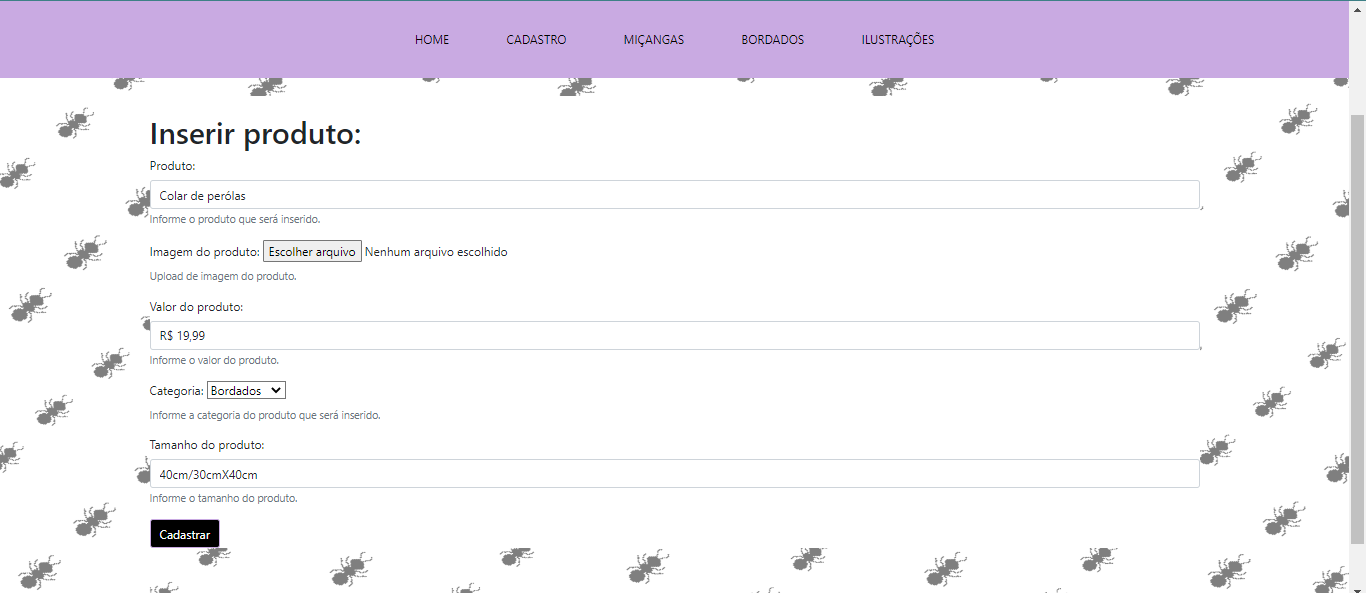 HOME CADASTRO MIÇANGAS BORDADOS ILUSTRAÇÕES
Inserir produto:
Produto:
Colar de perólas
Informe o produto que será inserido.
Imagem do produto: Escolher arquivo Nenhum arquivo escolhido
Upload de imagem do produto.
Valor do produto:
R$ 19,99
Informe o valor do produto.
Categoria: Bordados
Informe a categoria do produto que será inserido.
Tamanho do produto:
40cm/30cmX40cm
Informe o tamanho do produto.
Cadastrar